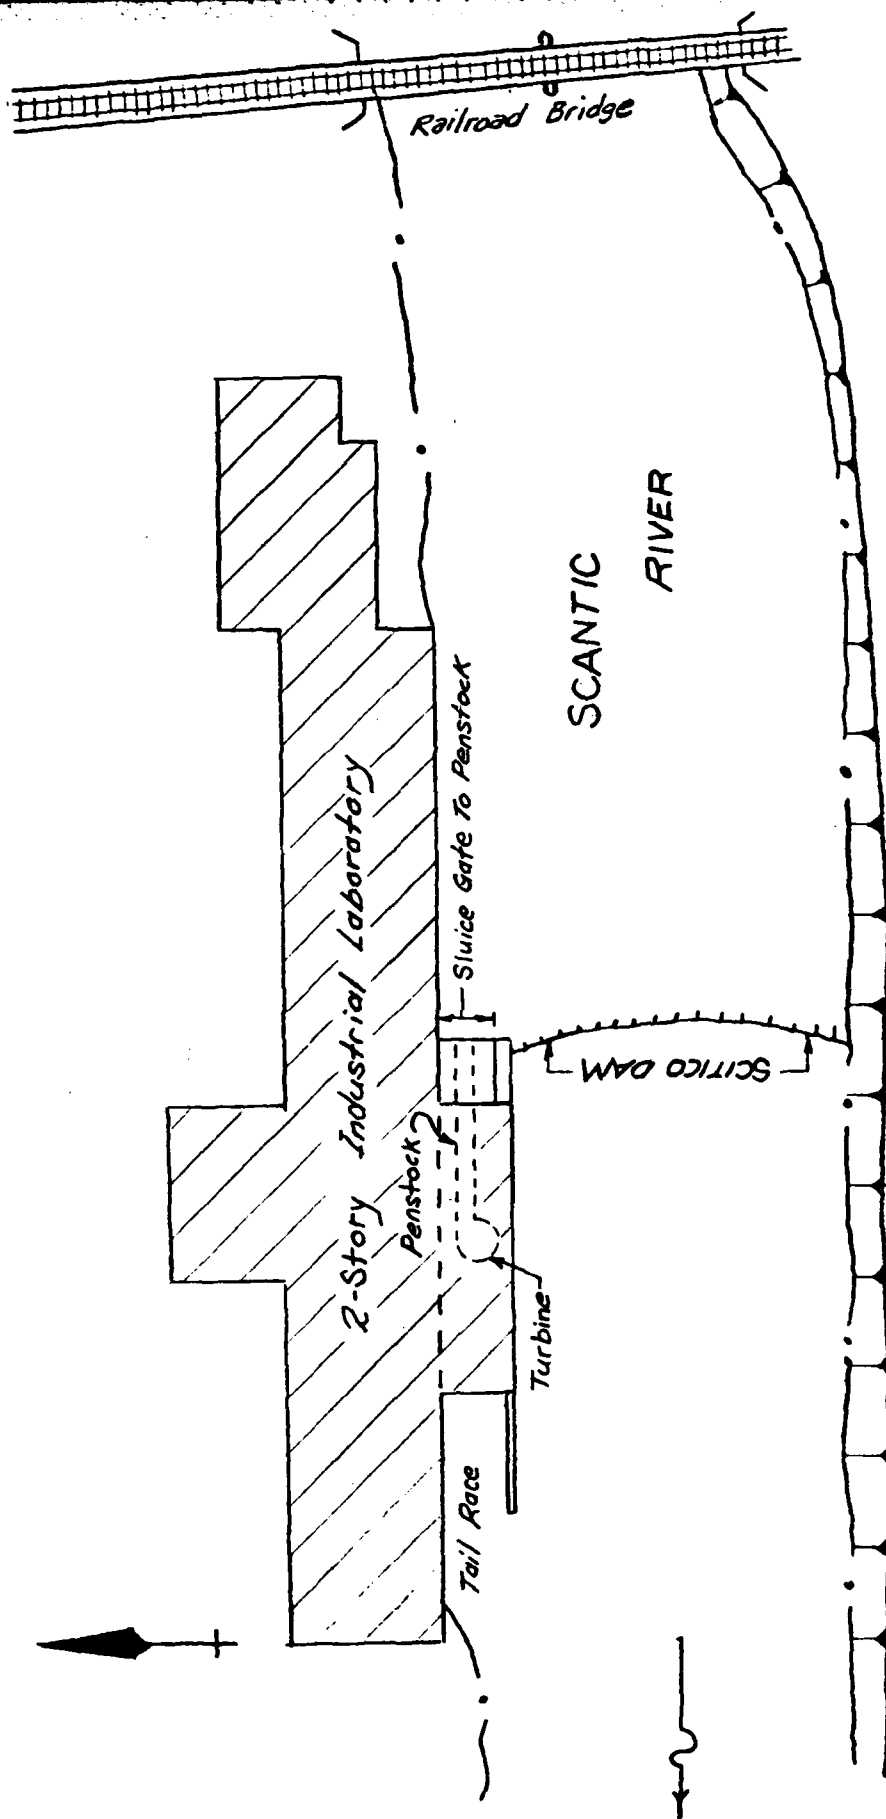 Railroad Bridge
SCANTIC
RIVER
2-Story Industrial Laboratory
Sluice Gate To Penstock
Penstock
SCITICO DAM
Turbine
Tail Race